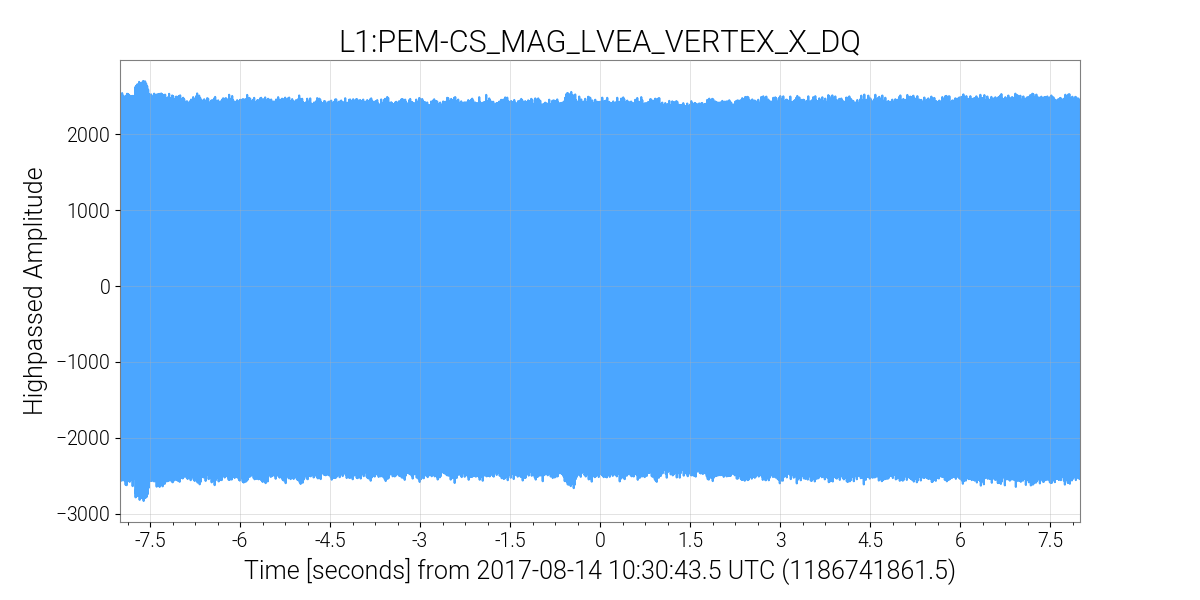 L1:PEM-CS_MAG_LVEA_VERTEX_X_DQ
Highpassed Amplitude
2000
1000
0
−1000
−2000
−3000
-7.5 -6 -4.5 -3 -1.5 0 1.5 3 4.5 6 7.5
Time [seconds] from 2017-08-14 10:30:43.5 UTC (1186741861.5)